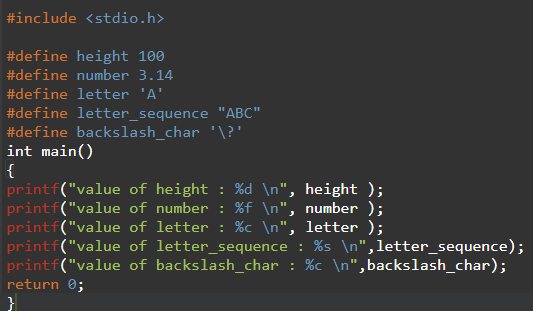 #include <stdio.h>
#define height 100
#define number 3.14
#define letter 'A'
#define letter_sequence "ABC"
#define backslash_char '\?'
int main()
{
printf("value of height : %d \n", height );
printf("value of number : %f \n", number );
printf("value of letter : %c \n", letter );
printf("value of letter_sequence : %s \n",letter_sequence);
printf("value of backslash_char : %c \n",backslash_char);
return 0;
}